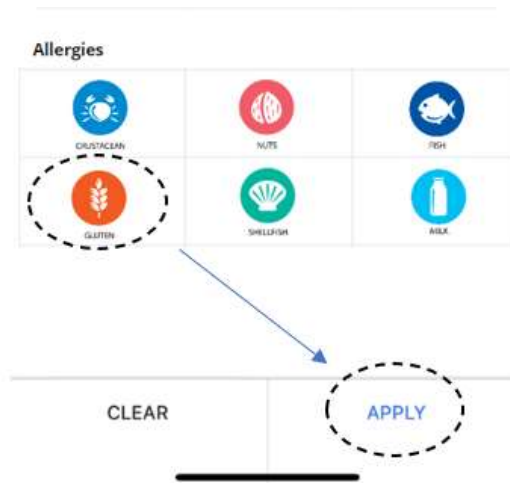 Allergies
CRUSTACEAN
NUTS
FISH
GLUTEN
SHELLFISH
MILK
CLEAR
APPLY